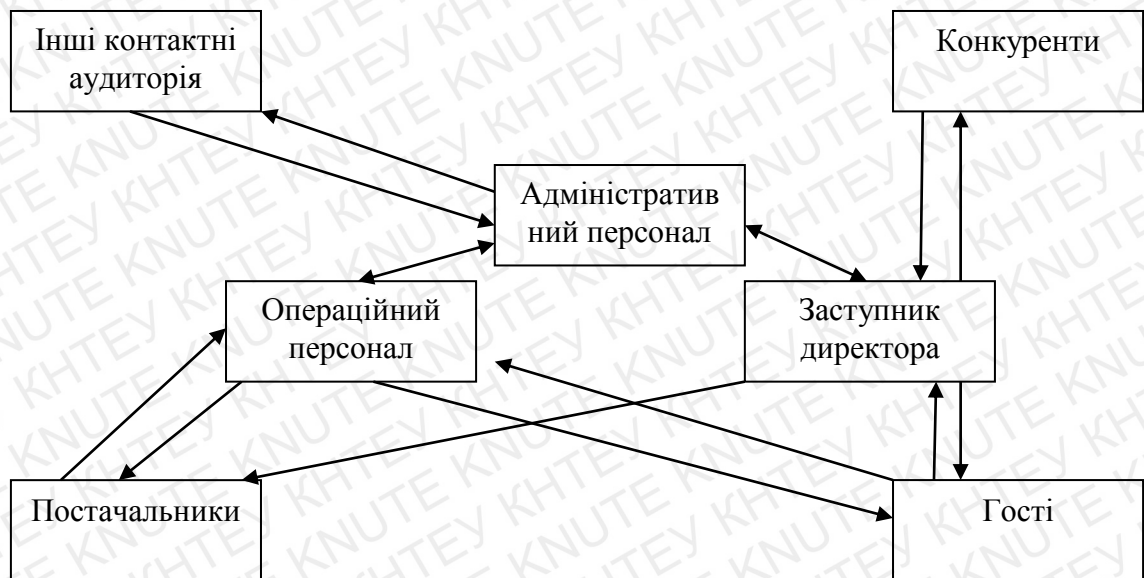 Інші контактні
аудиторія
Конкуренти
Адміністратив
ний персонал
Операційний
персонал
Заступник
директора
Постачальники
Гості